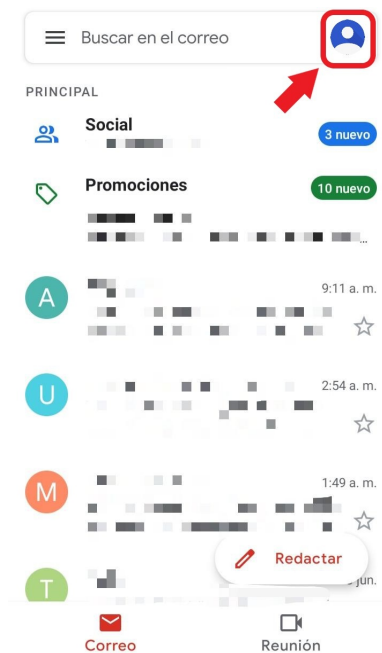 Buscar en el correo
PRINCIPAL
Social
3 nuevo
Promociones
10 nuevo
A
9:11 a. m.
U
2:54 a. m.
M
1:49 a. m.
Redactar
T
jun.
Correo
Reunión